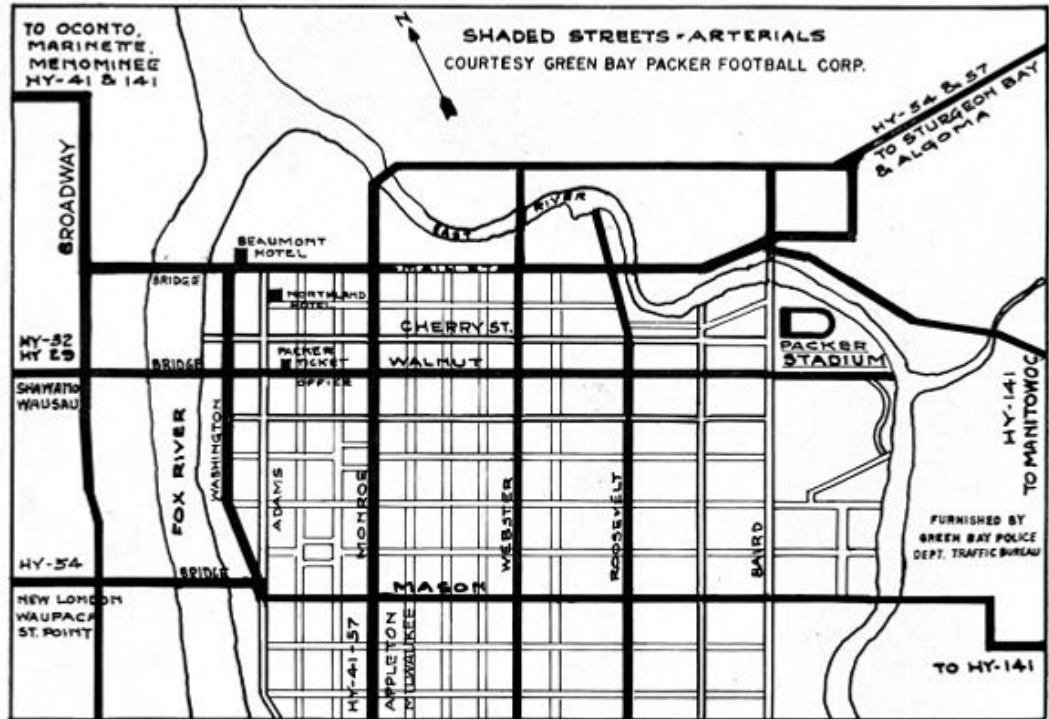 TO OCONTO,
MARINETTE,
MENOMINEE
HY-41 & 141
N
SHADED STREETS - ARTERIALS
COURTESY GREEN BAY PACKER FOOTBALL CORP.
HY-54 & 57
TO STURGEON BAY
& ALGOMA
BROADWAY
EAST RIVER
BEAUMONT
HOTEL
BRIDGE
NORTHLAND
HOTEL
CHERRY ST.
HY-32
HY 29
BRIDGE
PACKER
TICKET
OFFICE
WALNUT
PACKER
STADIUM
SHAWANO
WAUSAU
FOX RIVER
WASHINGTON
ADAMS
MONROE
WEBSTER
ROOSEVELT
BAIRD
HY-141
TO MANITOWOC
FURNISHED BY
GREEN BAY POLICE
DEPT. TRAFFIC BUREAU
HY-54
BRIDGE
MASON
NEW LONDON
WAUPACA
ST. POINT
HY-41-57
APPLETON
MILWAUKEE
TO HY-141